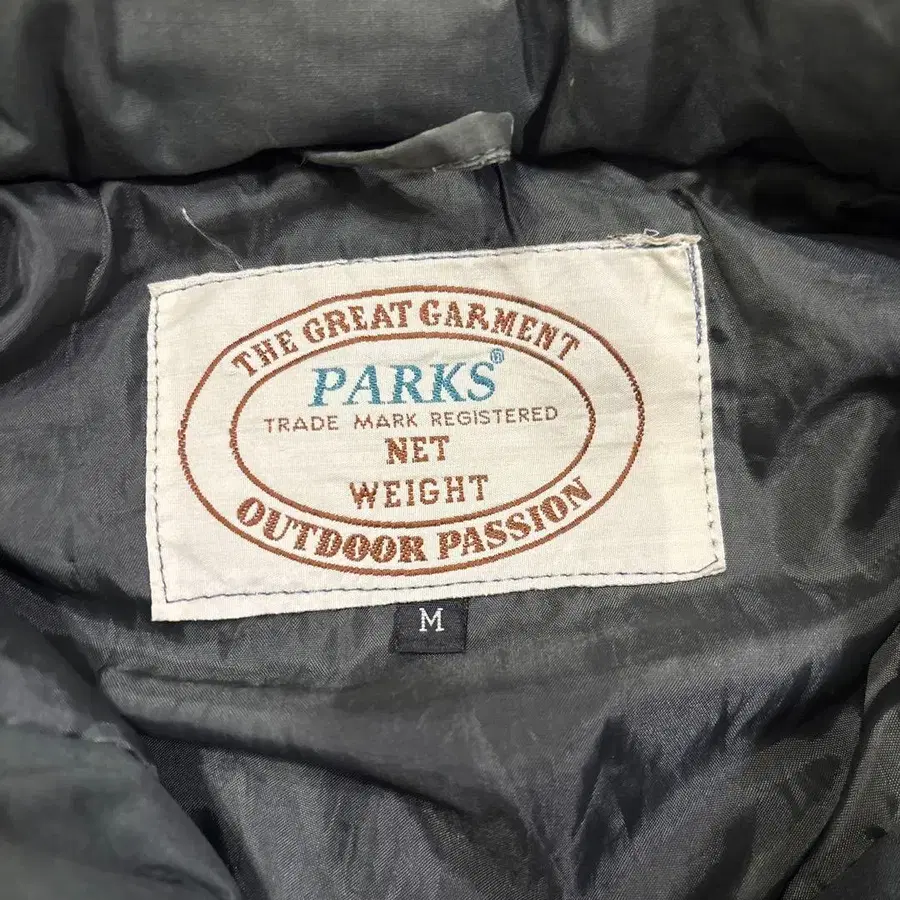 THE GREAT GARMENT
PARKS®
TRADE MARK REGISTERED
NET
WEIGHT
OUTDOOR PASSION
M